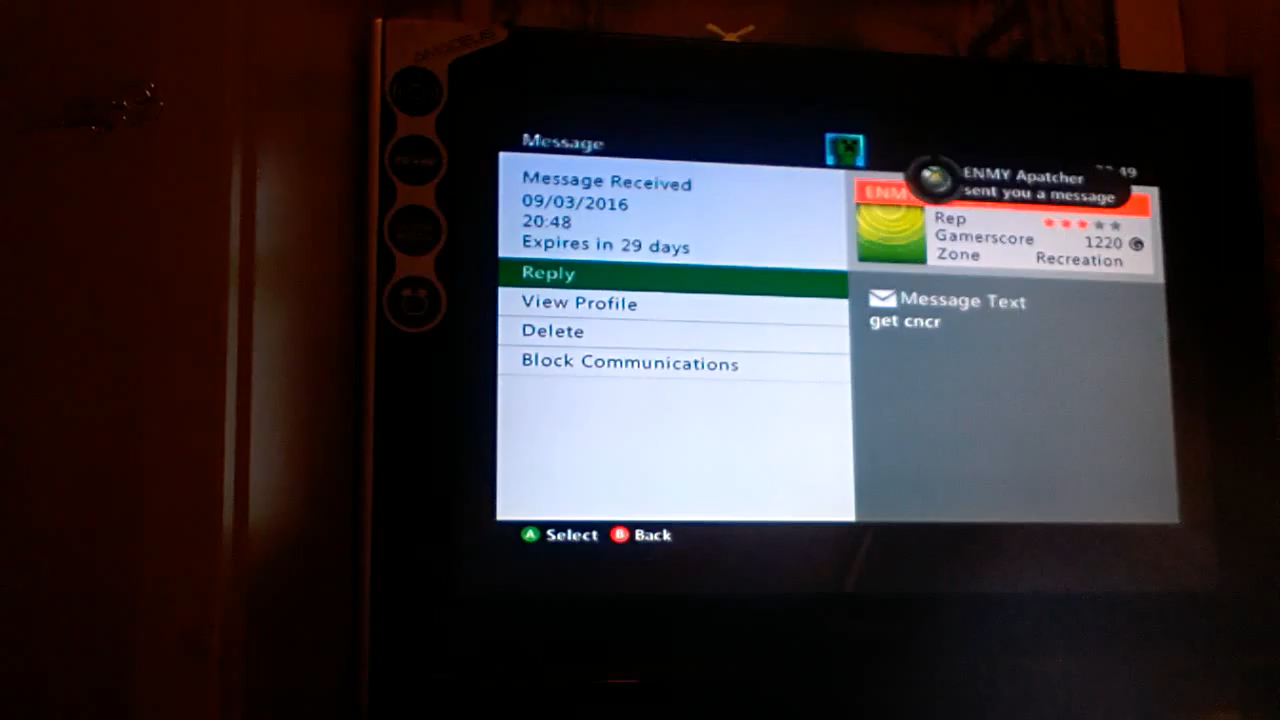 Message
ENMY Apatcher
sent you a message
Message Received
09/03/2016
20:48
Expires in 29 days
Reply
View Profile
Delete
Block Communications
ENMY
Rep
Gamerscore 1220 G
Zone Recreation
Message Text
get cncr
A Select B Back